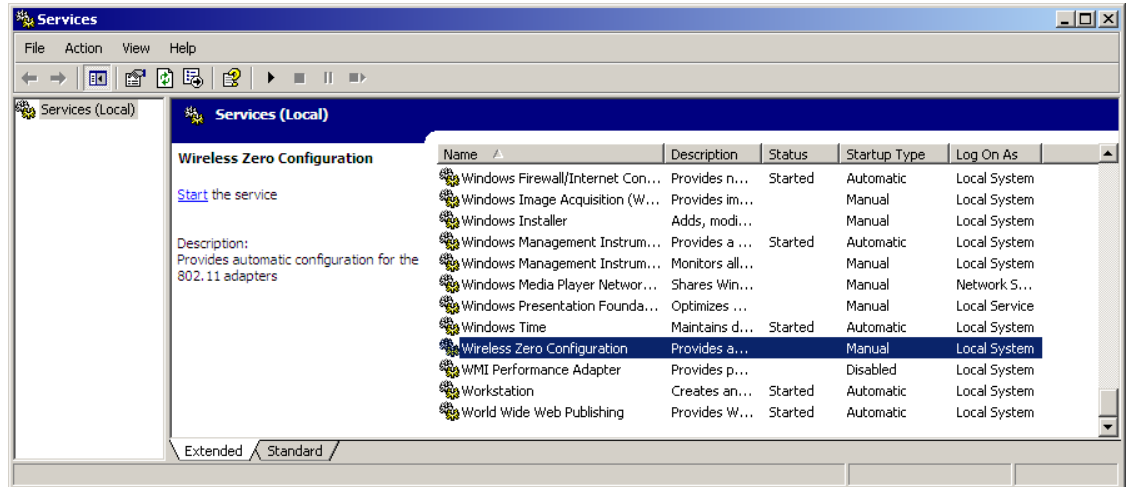 Services
File Action View Help
Services (Local)
Services (Local)
Wireless Zero Configuration
Start the service
Description:
Provides automatic configuration for the
802.11 adapters
Name Description Status Startup Type Log On As
Windows Firewall/Internet Con... Provides n... Started Automatic Local System
Windows Image Acquisition (W... Provides im... Manual Local System
Windows Installer Adds, modi... Manual Local System
Windows Management Instrum... Provides a ... Started Automatic Local System
Windows Management Instrum... Monitors all... Manual Local System
Windows Media Player Networ... Shares Win... Manual Network S...
Windows Presentation Founda... Optimizes ... Manual Local Service
Windows Time Maintains d... Started Automatic Local System
Wireless Zero Configuration Provides a... Manual Local System
WMI Performance Adapter Provides p... Disabled Local System
Workstation Creates an... Started Automatic Local System
World Wide Web Publishing Provides W... Started Automatic Local System
Extended Standard